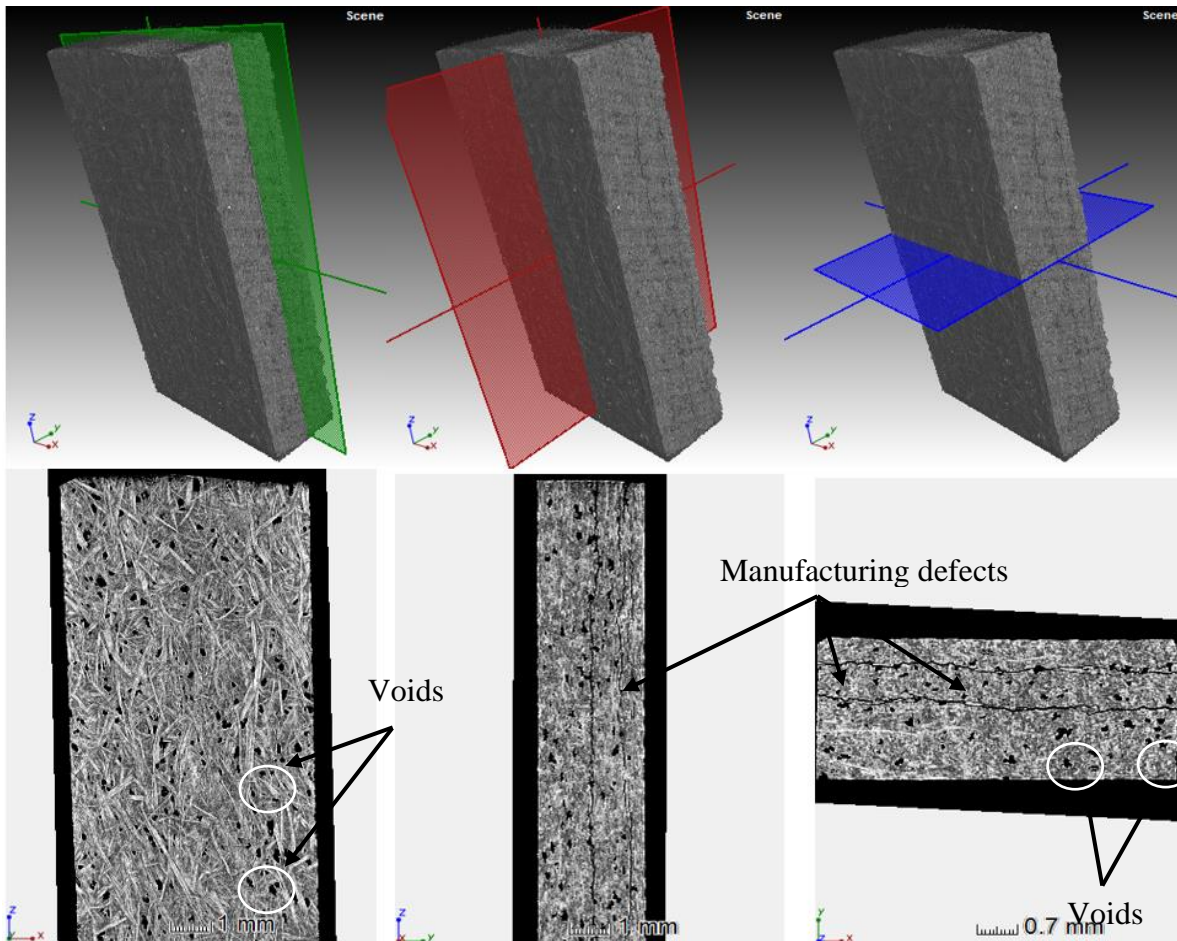 Scene
Scene
Scene
z
y
x
z
y
x
z
y
x
Manufacturing defects
Voids
z
x
1 mm
z
x
y
1 mm
y
x
0.7 mm
Voids